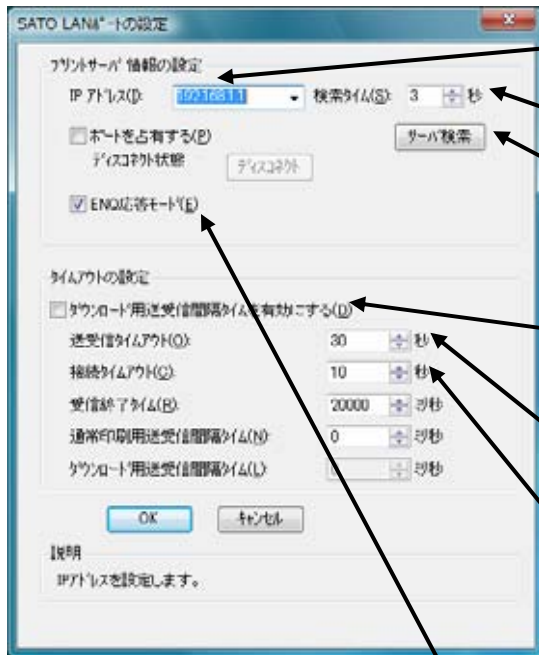 SATO LANﾎﾟｰﾄの設定
ﾌﾟﾘﾝﾄｻｰﾊﾞ情報の設定
IP ｱﾄﾞﾚｽ(I): 192.168.1.1 検索ﾀｲﾑ(S): 3 秒
ﾎﾟｰﾄを占有する(P) ｻｰﾊﾞ検索
ﾃﾞｨｽｺﾈｸﾄ状態 ﾃﾞｨｽｺﾈｸﾄ
ENQ応答ﾓｰﾄﾞ(E)
ﾀｲﾑｱｳﾄの設定
ﾀﾞｳﾝﾛｰﾄﾞ用送受信間隔ﾀｲﾑを有効にする(D)
送受信ﾀｲﾑｱｳﾄ(O): 30 秒
接続ﾀｲﾑｱｳﾄ(C): 10 秒
受信終了ﾀｲﾑ(R): 20000 ﾐﾘ秒
通常印刷用送受信間隔ﾀｲﾑ(N): 0 ﾐﾘ秒
ﾀﾞｳﾝﾛｰﾄﾞ用送受信間隔ﾀｲﾑ(L): ﾐﾘ秒
OK ｷｬﾝｾﾙ
説明
IPｱﾄﾞﾚｽを設定します。